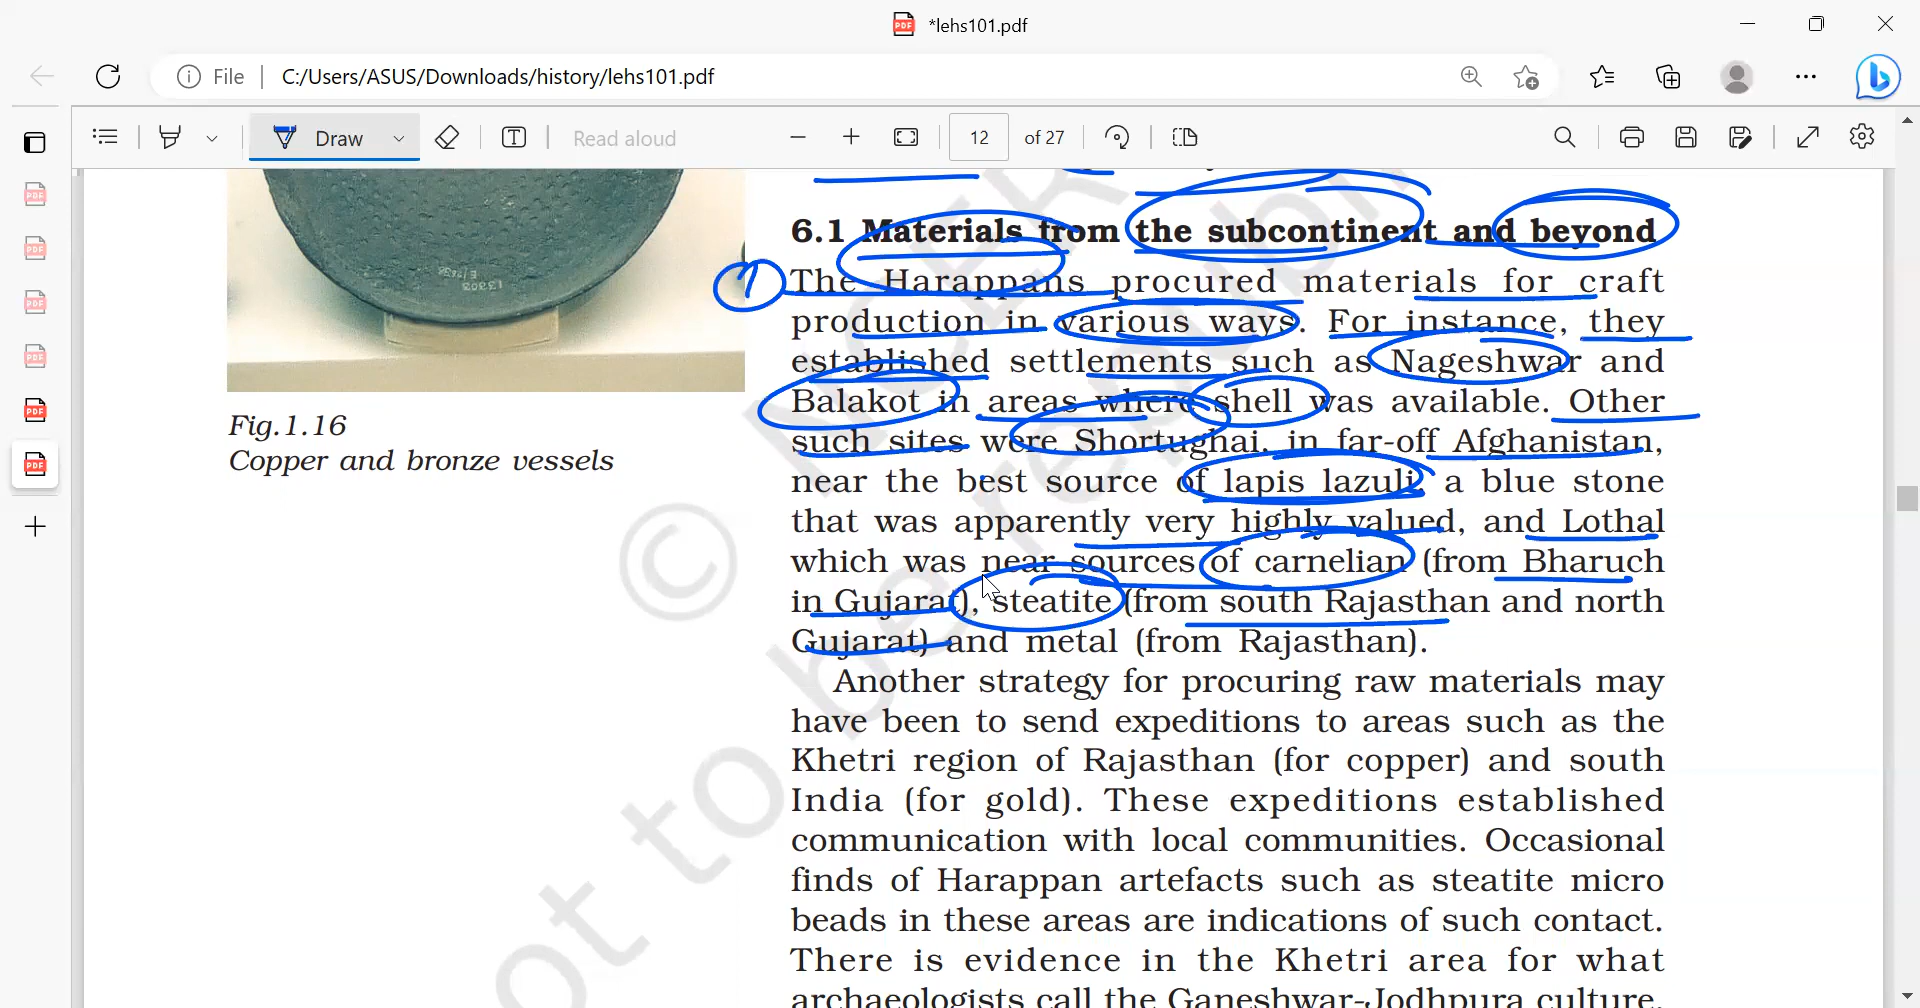 *lehs101.pdf
File C:/Users/ASUS/Downloads/history/lehs101.pdf
Draw Read aloud 12 of 27
6.1 Materials from the subcontinent and beyond
1
The Harappans procured materials for craft
production in various ways. For instance, they
established settlements such as Nageshwar and
Balakot in areas where shell was available. Other
such sites were Shortughai, in far-off Afghanistan,
near the best source of lapis lazuli, a blue stone
that was apparently very highly valued, and Lothal
which was near sources of carnelian (from Bharuch
in Gujarat), steatite (from south Rajasthan and north
Gujarat) and metal (from Rajasthan).
Another strategy for procuring raw materials may
have been to send expeditions to areas such as the
Khetri region of Rajasthan (for copper) and south
India (for gold). These expeditions established
communication with local communities. Occasional
finds of Harappan artefacts such as steatite micro
beads in these areas are indications of such contact.
There is evidence in the Khetri area for what
archaeologists call the Ganeshwar-Jodhpura culture,
Fig.1.16
Copper and bronze vessels
© NCER
not to be republ